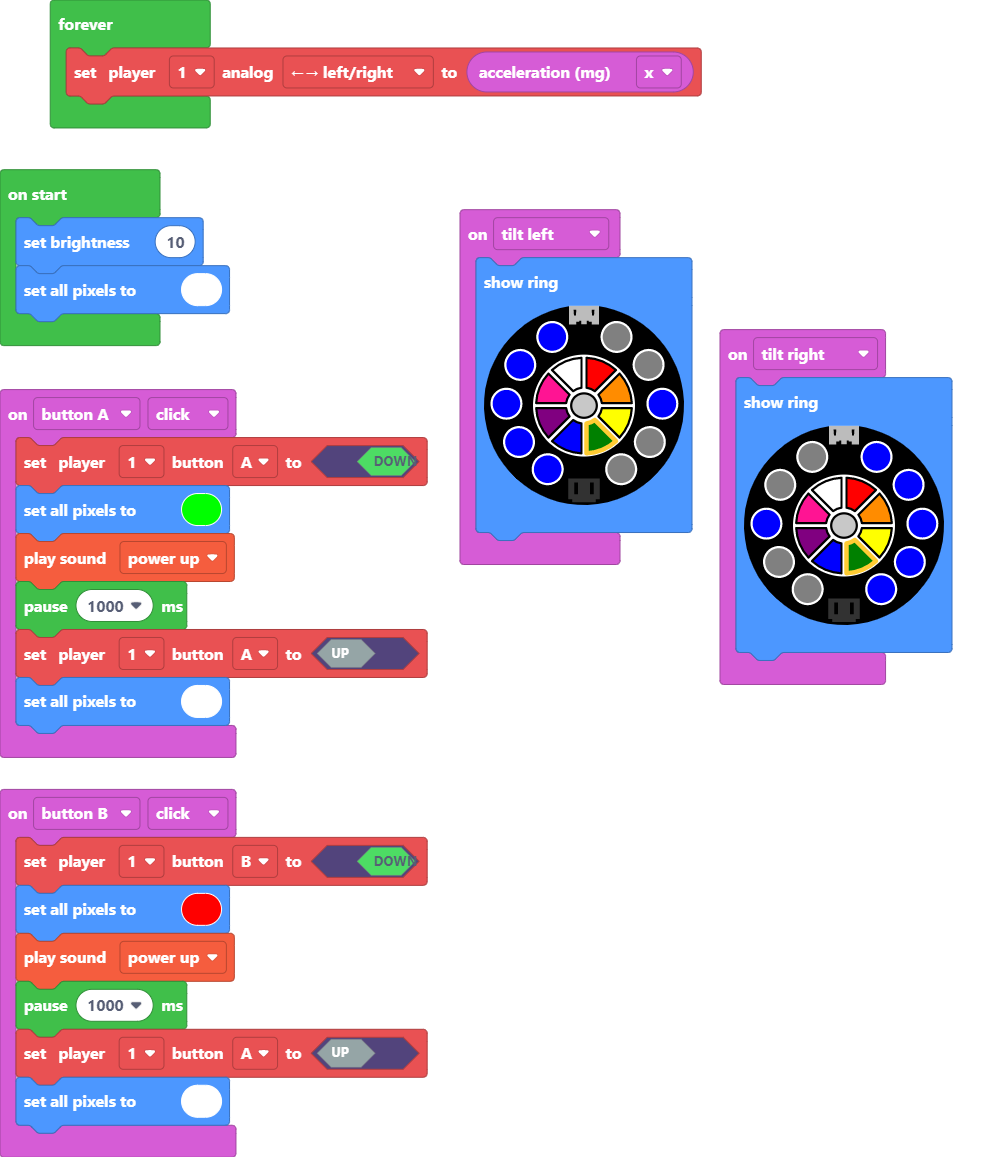 forever
set player 1 analog ←→ left/right to acceleration (mg) x
on start
set brightness 10
set all pixels to
on tilt left
show ring
on tilt right
show ring
on button A click
set player 1 button A to DOWN
set all pixels to
play sound power up
pause 1000 ms
set player 1 button A to UP
set all pixels to
on button B click
set player 1 button B to DOWN
set all pixels to
play sound power up
pause 1000 ms
set player 1 button A to UP
set all pixels to